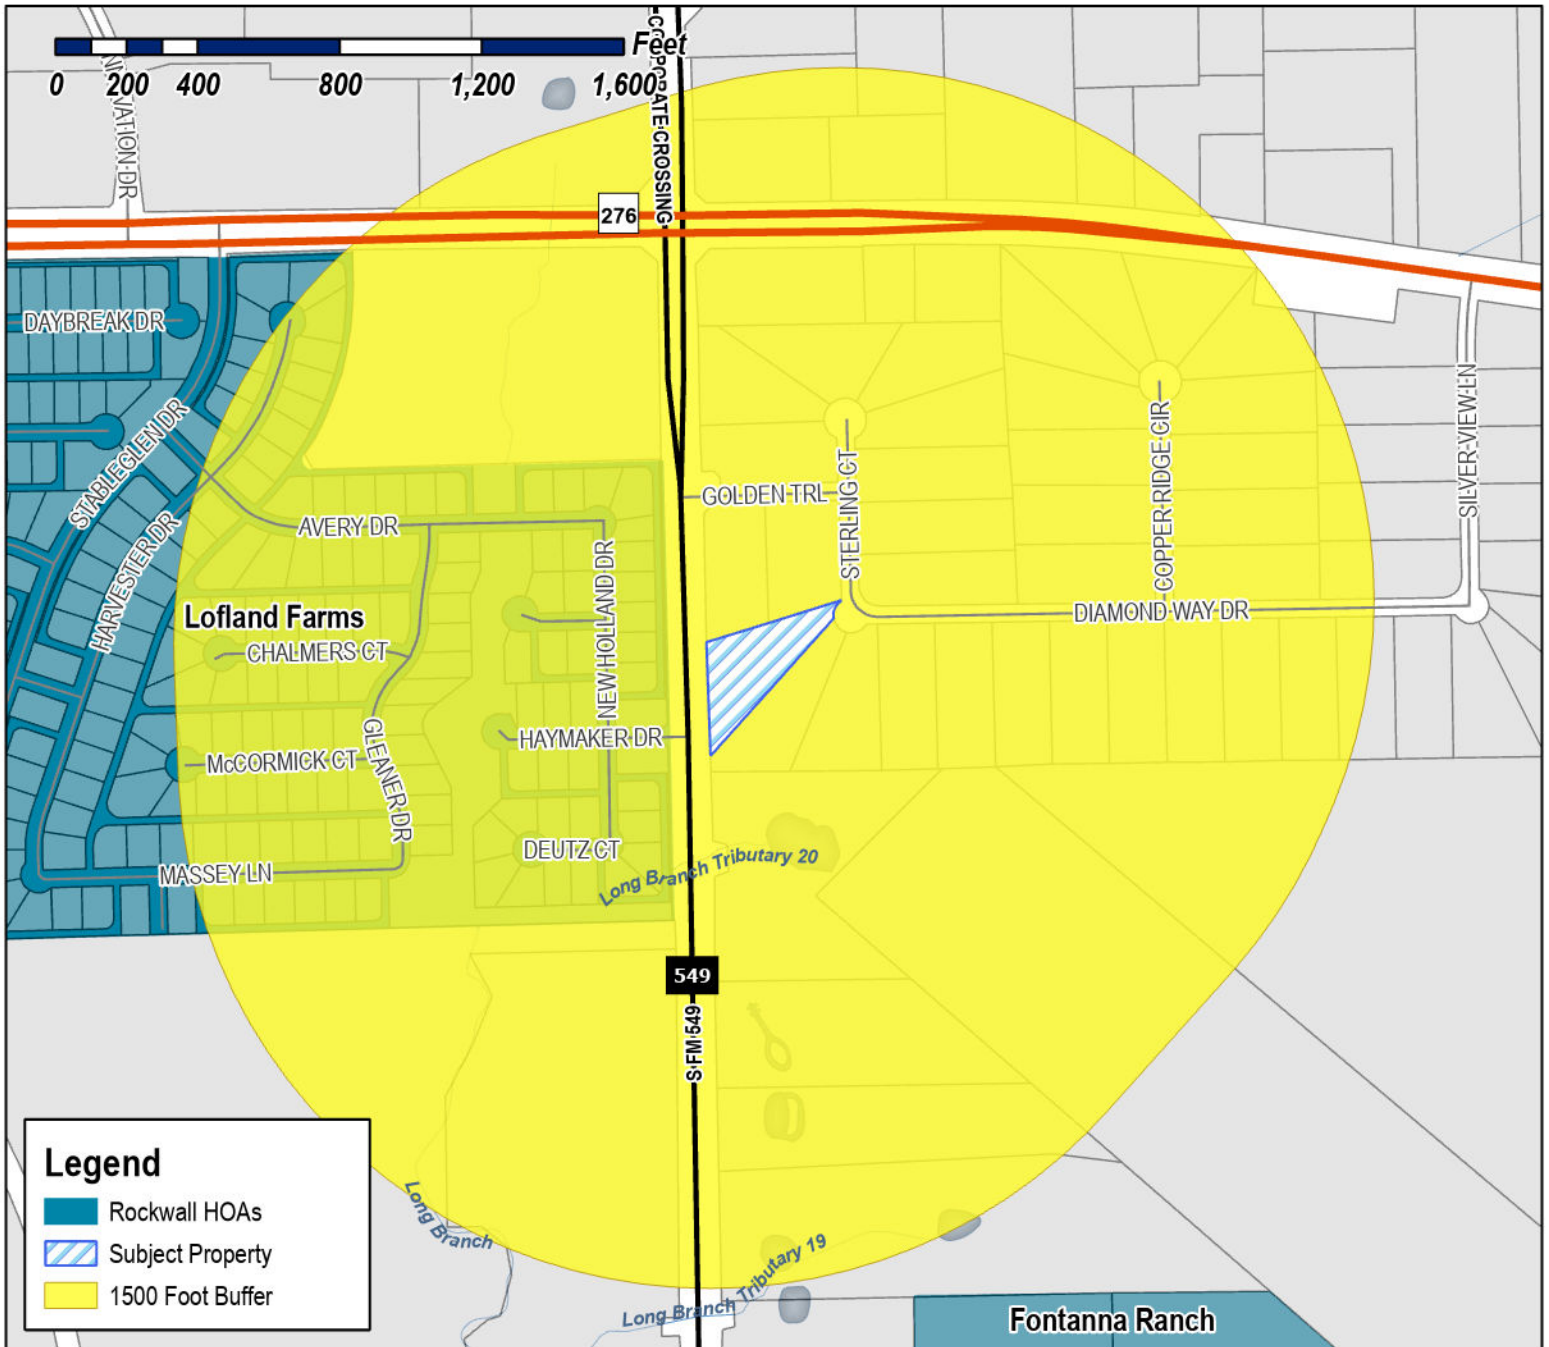 Feet
0 200 400 800 1,200 1,600
INNOVATION DR
CORPORATE CROSSING
276
DAYBREAK DR
STABLEGLEN DR
HARVESTER DR
AVERY DR
GOLDEN TRL
STERLING CT
COPPER RIDGE CIR
SILVER VIEW LN
NEW HOLLAND DR
Lofland Farms
DIAMOND WAY DR
CHALMERS CT
GLEANER DR
HAYMAKER DR
McCORMICK CT
DEUTZ CT
MASSEY LN
Long Branch Tributary 20
549
S FM 549
Legend
Rockwall HOAs
Subject Property
1500 Foot Buffer
Long Branch
Long Branch Tributary 19
Fontanna Ranch